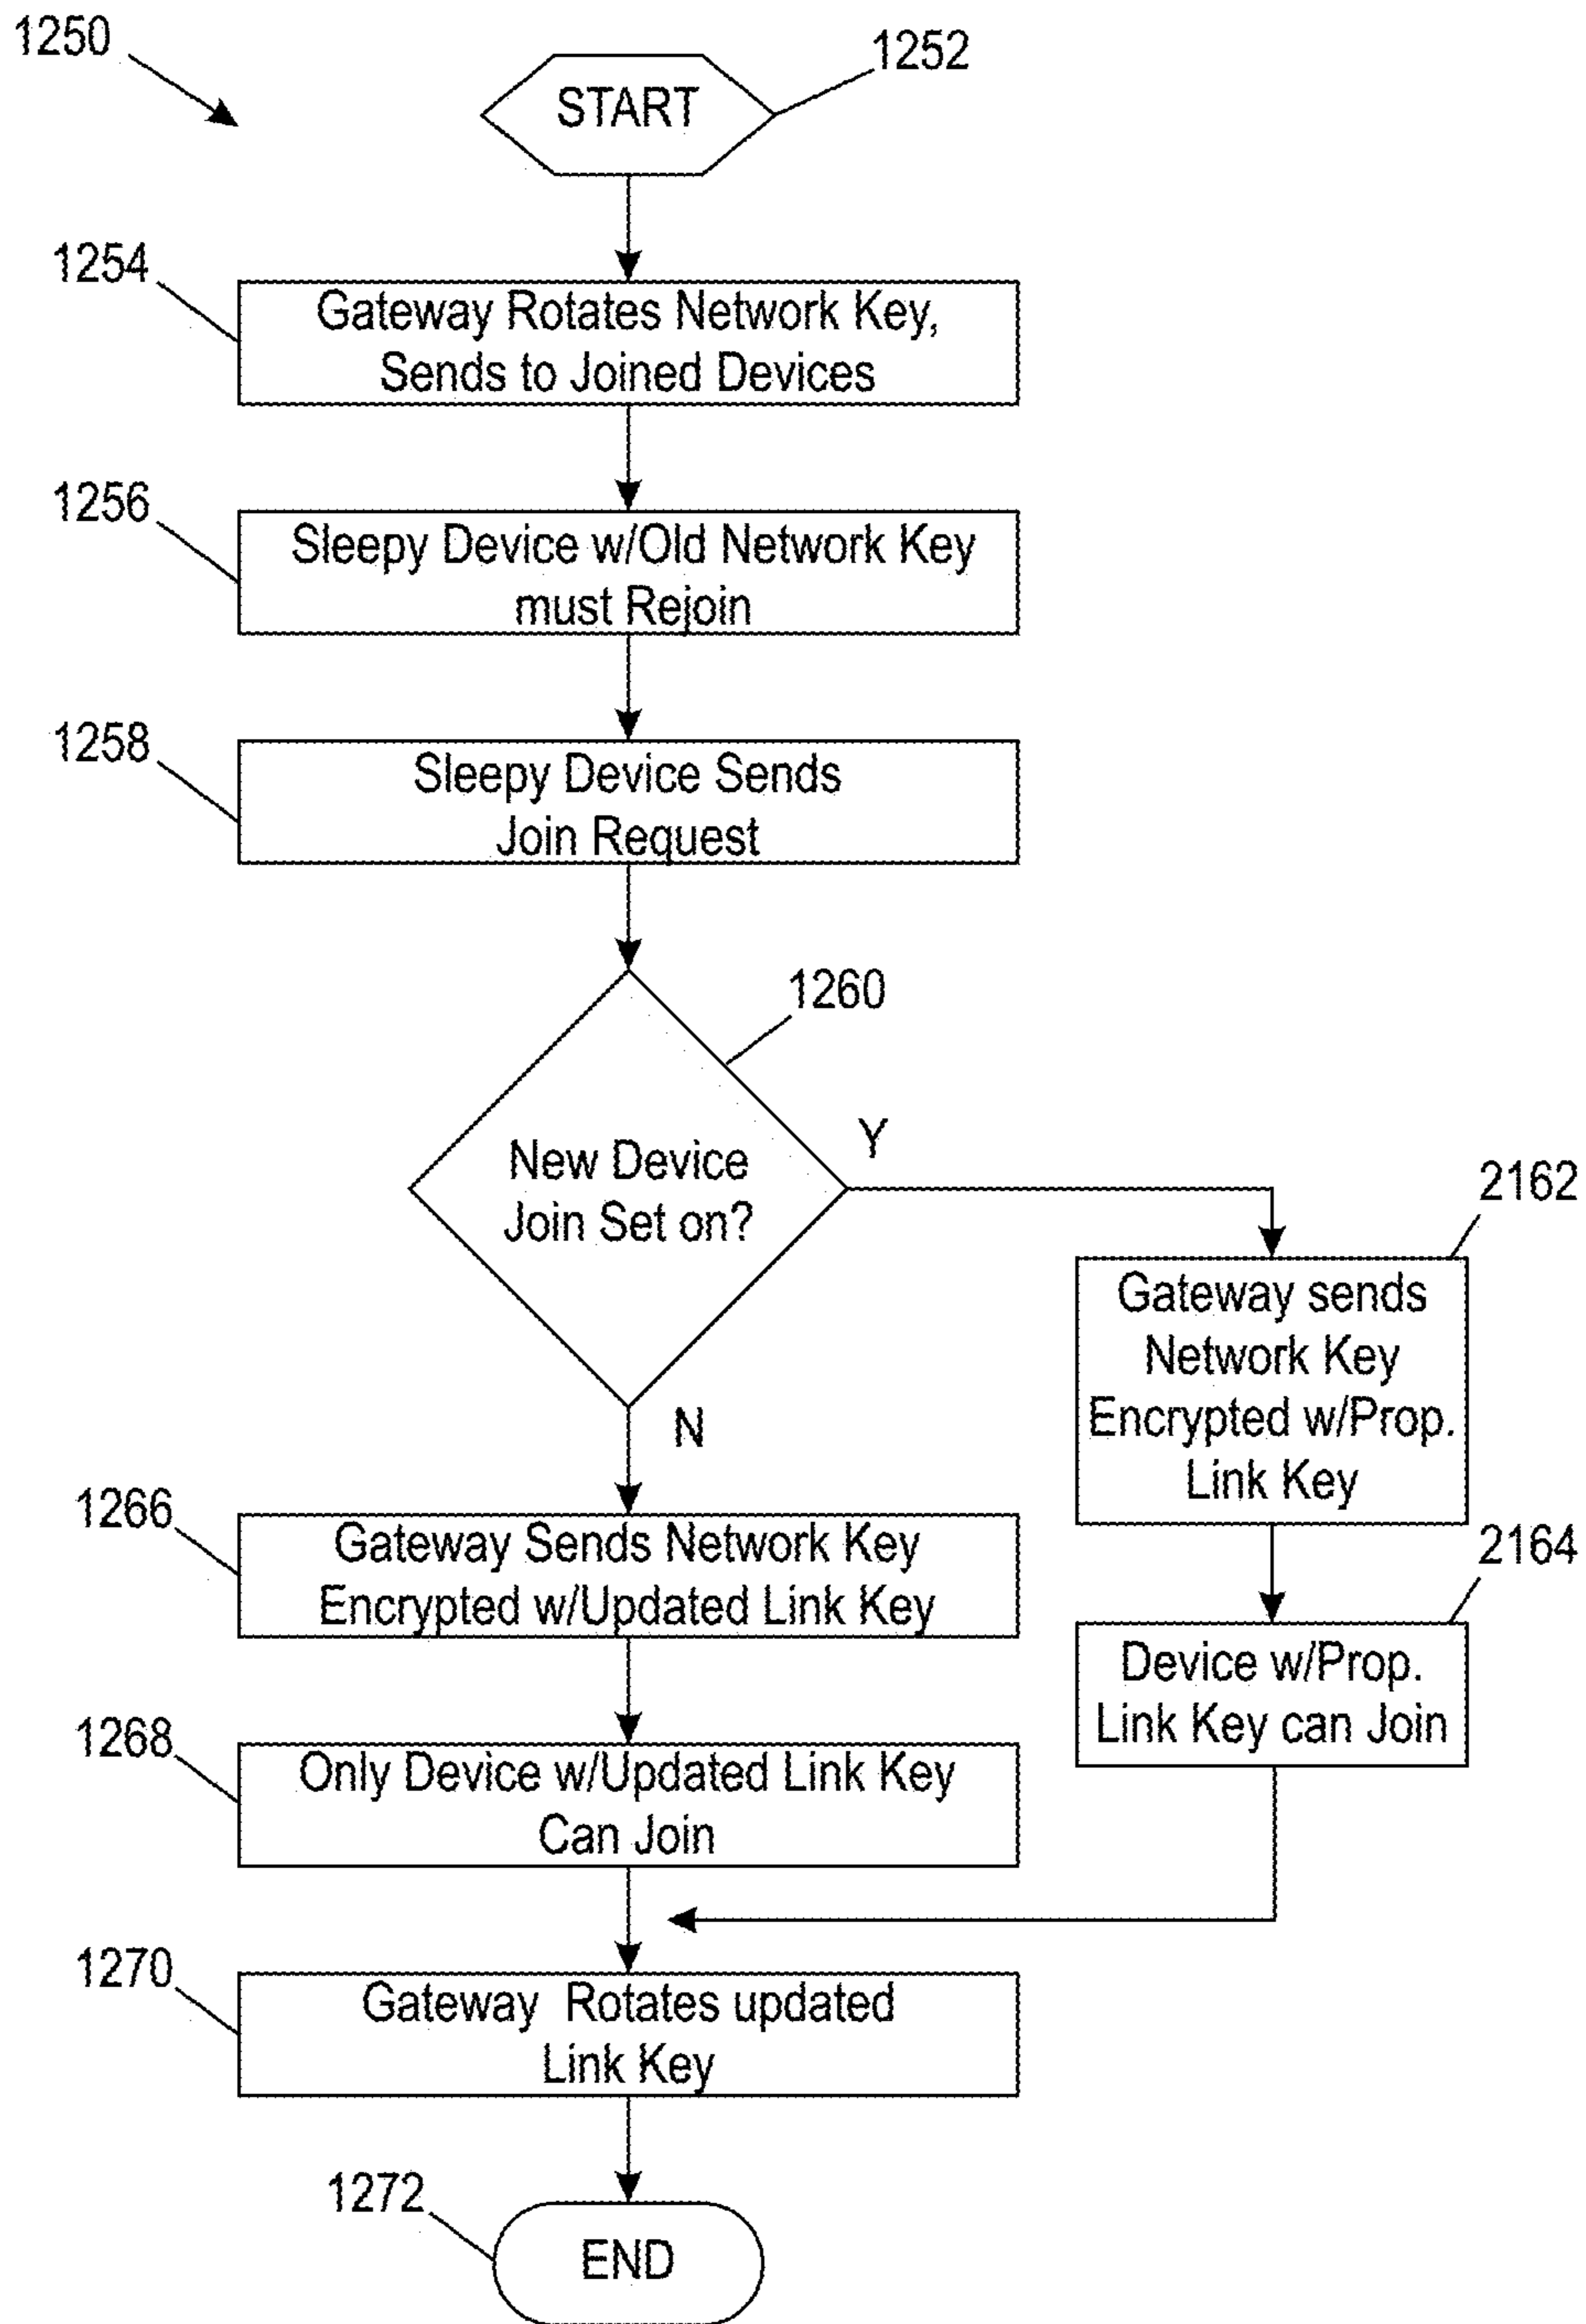 1250
START
1252
1254
Gateway Rotates Network Key,
Sends to Joined Devices
1256
Sleepy Device w/Old Network Key
must Rejoin
1258
Sleepy Device Sends
Join Request
1260
New Device
Join Set on?
Y
N
2162
Gateway sends
Network Key
Encrypted w/Prop.
Link Key
1266
Gateway Sends Network Key
Encrypted w/Updated Link Key
2164
Device w/Prop.
Link Key can Join
1268
Only Device w/Updated Link Key
Can Join
1270
Gateway Rotates updated
Link Key
1272
END